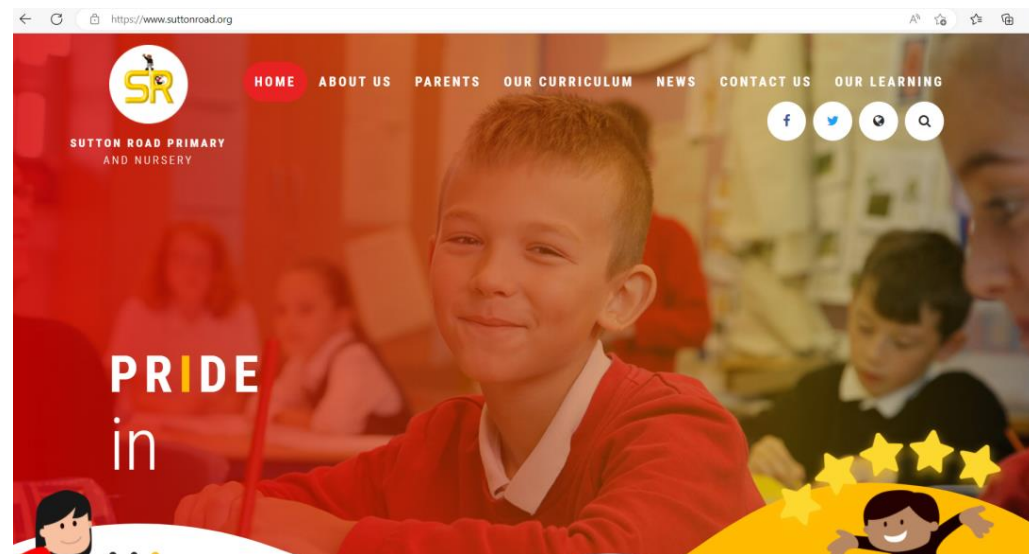 https://www.suttonroad.org
SR
HOME ABOUT US PARENTS OUR CURRICULUM NEWS CONTACT US OUR LEARNING
SUTTON ROAD PRIMARY
AND NURSERY
PRIDE
in